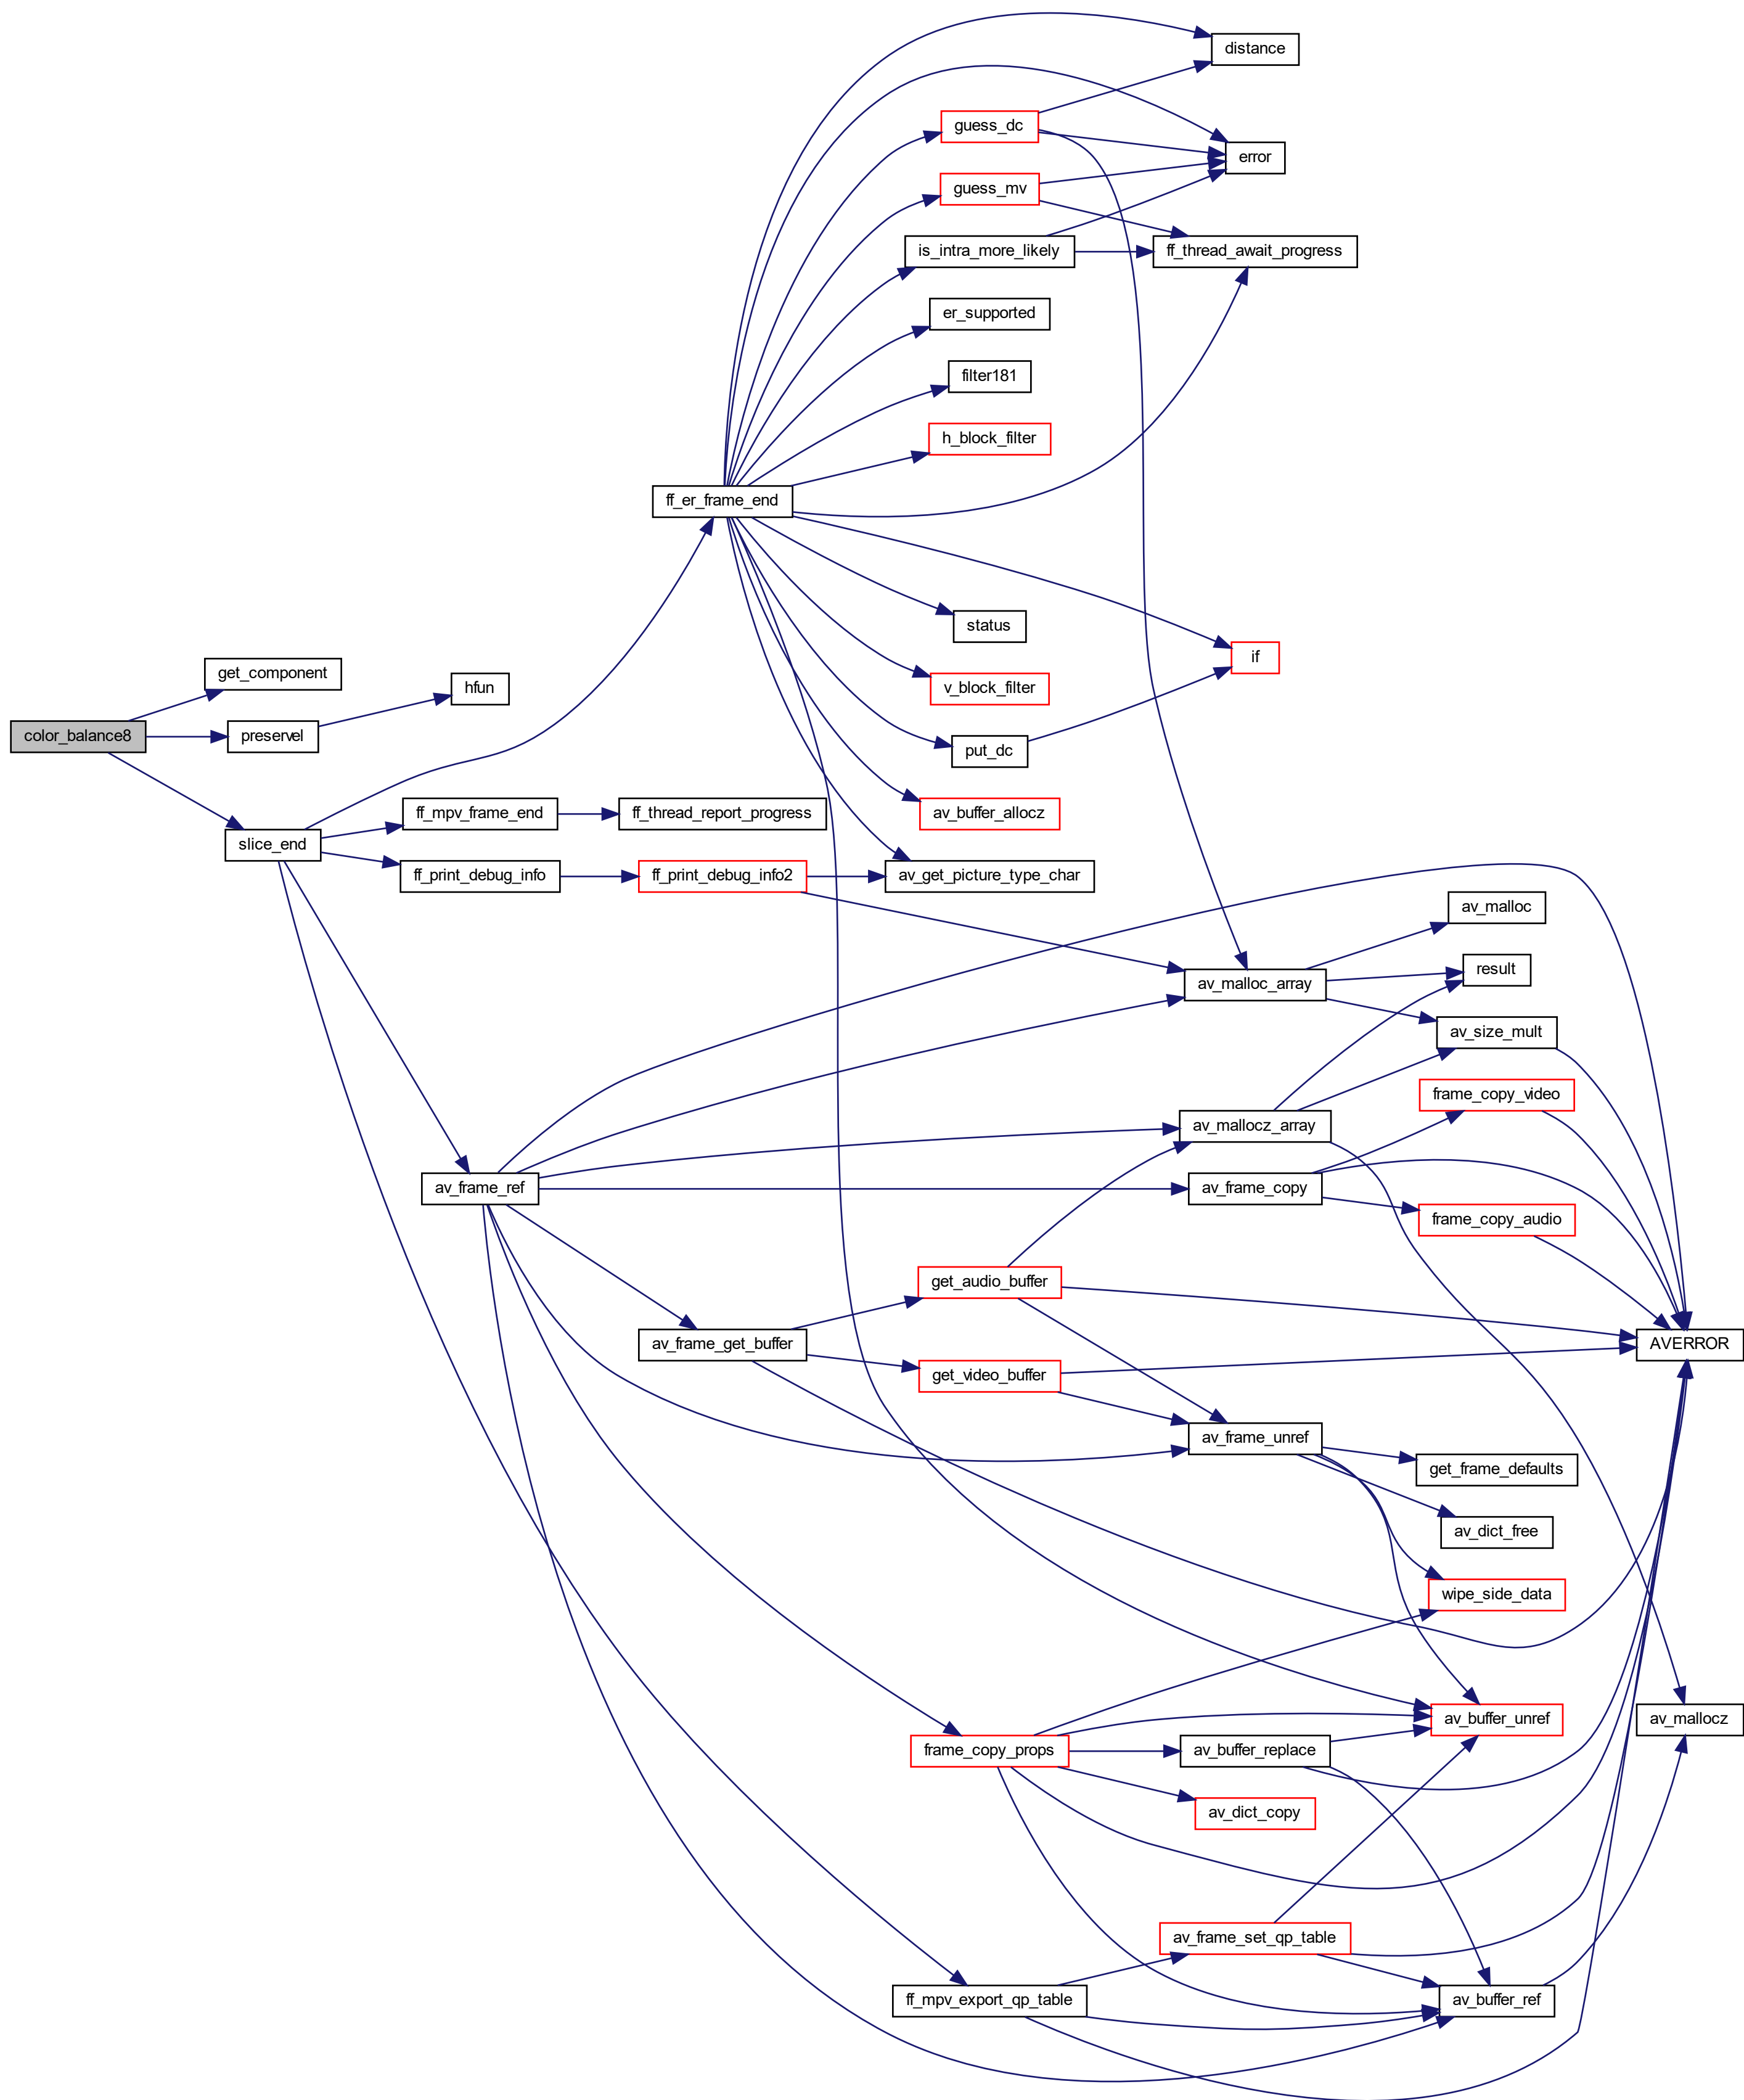 distance
guess_dc
error
guess_mv
is_intra_more_likely
ff_thread_await_progress
er_supported
filter181
h_block_filter
ff_er_frame_end
status
get_component
if
hfun
v_block_filter
color_balance8
preservel
put_dc
ff_mpv_frame_end
ff_thread_report_progress
av_buffer_allocz
slice_end
ff_print_debug_info
ff_print_debug_info2
av_get_picture_type_char
av_malloc
result
av_malloc_array
av_size_mult
frame_copy_video
av_mallocz_array
av_frame_ref
av_frame_copy
frame_copy_audio
get_audio_buffer
av_frame_get_buffer
AVERROR
get_video_buffer
av_frame_unref
get_frame_defaults
av_dict_free
wipe_side_data
av_buffer_unref
av_mallocz
frame_copy_props
av_buffer_replace
av_dict_copy
av_frame_set_qp_table
ff_mpv_export_qp_table
av_buffer_ref